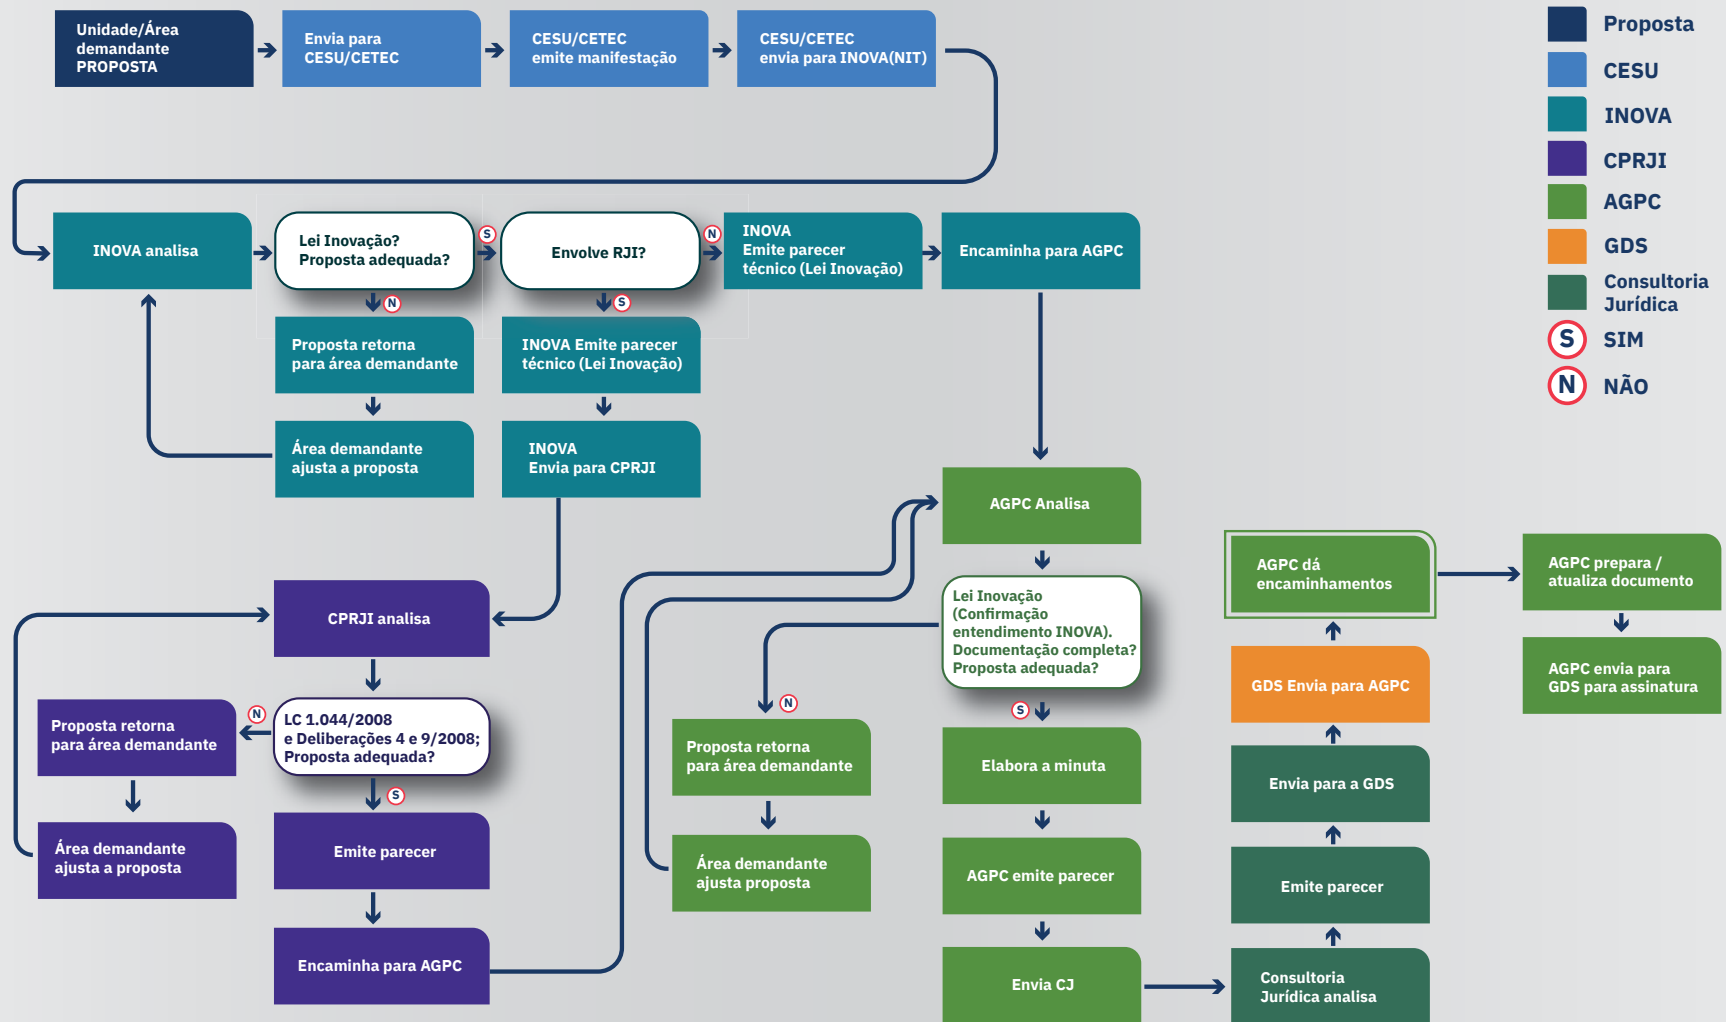 Unidade/Área
demandante
PROPOSTA
Envia para
CESU/CETEC
CESU/CETEC
emite manifestação
CESU/CETEC
envia para INOVA(NIT)
Proposta
CESU
INOVA
CPRJI
AGPC
GDS
Consultoria
Jurídica
S
SIM
N
NÃO
INOVA analisa
Lei Inovação?
Proposta adequada?
S
Envolve RJI?
N
INOVA
Emite parecer
técnico (Lei Inovação)
Encaminha para AGPC
N
S
Proposta retorna
para área demandante
INOVA Emite parecer
técnico (Lei Inovação)
Área demandante
ajusta a proposta
INOVA
Envia para CPRJI
CPRJI analisa
LC 1.044/2008
e Deliberações 4 e 9/2008;
Proposta adequada?
N
Proposta retorna
para área demandante
Área demandante
ajusta a proposta
S
Emite parecer
Encaminha para AGPC
AGPC Analisa
Lei Inovação
(Confirmação
entendimento INOVA).
Documentação completa?
Proposta adequada?
N
Proposta retorna
para área demandante
Área demandante
ajusta proposta
S
Elabora a minuta
AGPC emite parecer
Envia CJ
Consultoria
Jurídica analisa
Emite parecer
Envia para a GDS
GDS Envia para AGPC
AGPC dá
encaminhamentos
AGPC prepara /
atualiza documento
AGPC envia para
GDS para assinatura